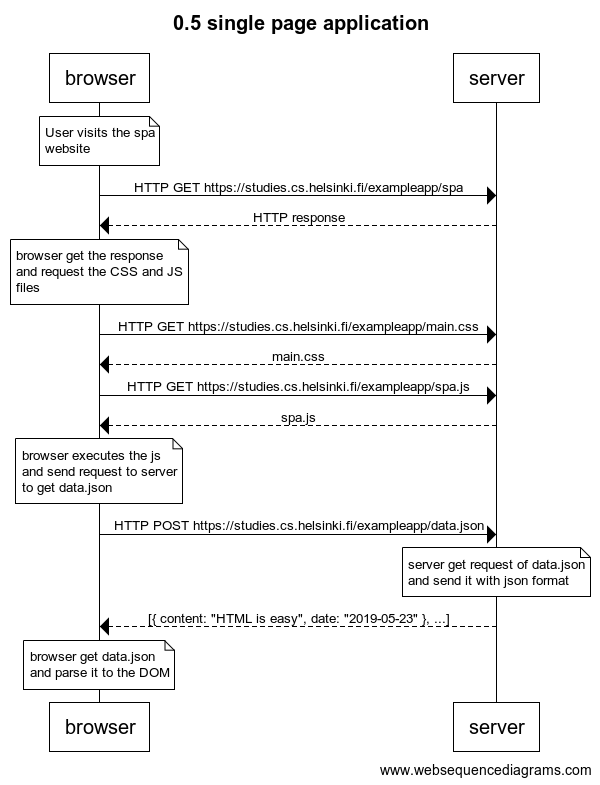 0.5 single page application
browser
server
User visits the spa
website
HTTP GET https://studies.cs.helsinki.fi/exampleapp/spa
HTTP response
browser get the response
and request the CSS and JS
files
HTTP GET https://studies.cs.helsinki.fi/exampleapp/main.css
main.css
HTTP GET https://studies.cs.helsinki.fi/exampleapp/spa.js
spa.js
browser executes the js
and send request to server
to get data.json
HTTP POST https://studies.cs.helsinki.fi/exampleapp/data.json
server get request of data.json
and send it with json format
[{ content: "HTML is easy", date: "2019-05-23" }, ...]
browser get data.json
and parse it to the DOM
browser
server
www.websequencediagrams.com